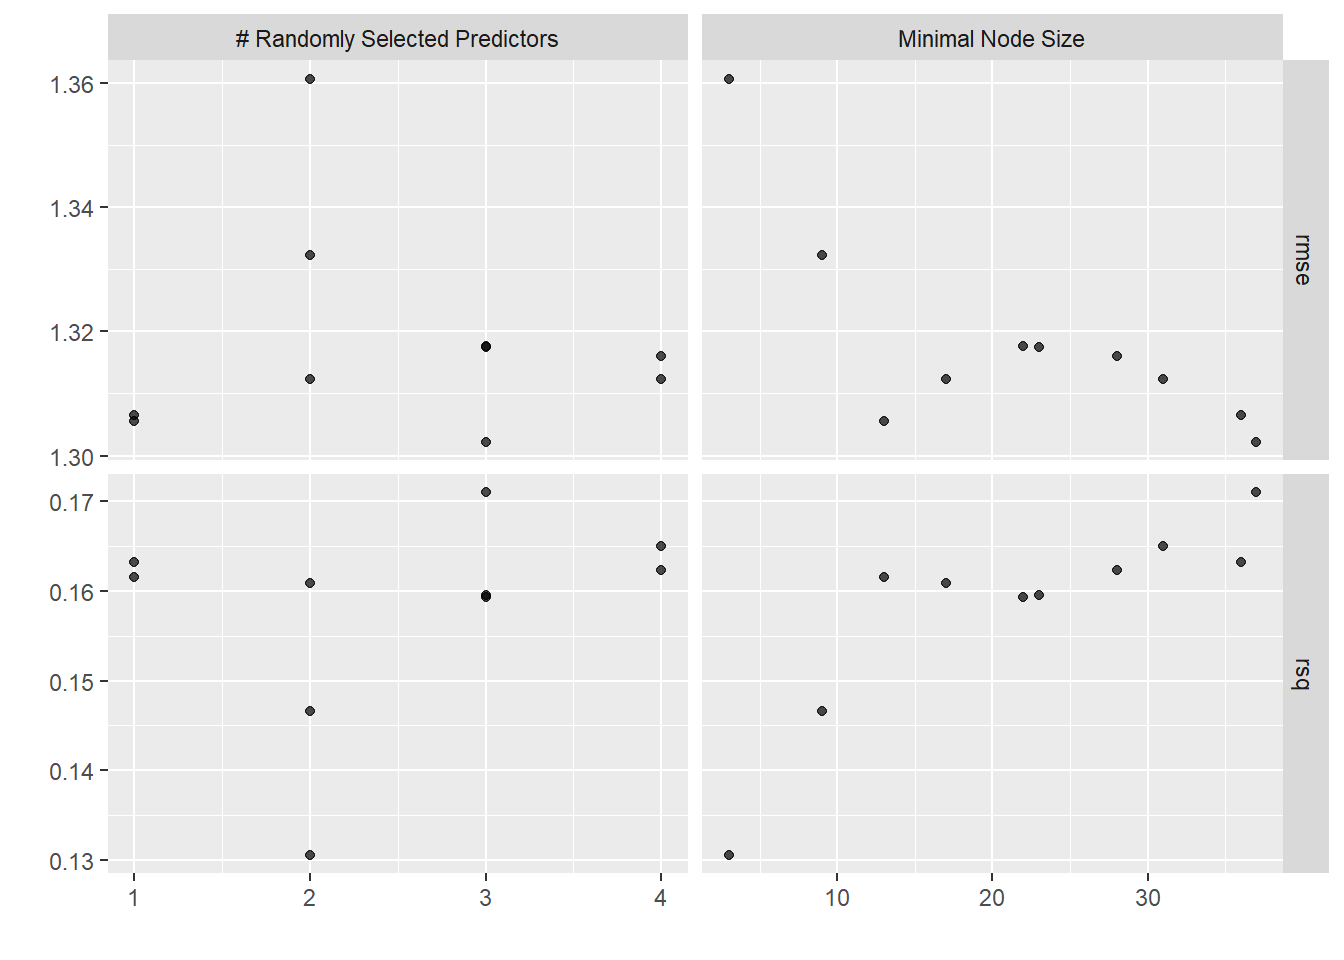 # Randomly Selected Predictors
Minimal Node Size
1.36
1.34
1.32
1.30
rmse
0.17
0.16
0.15
0.14
0.13
rsq
1 2 3 4
10 20 30